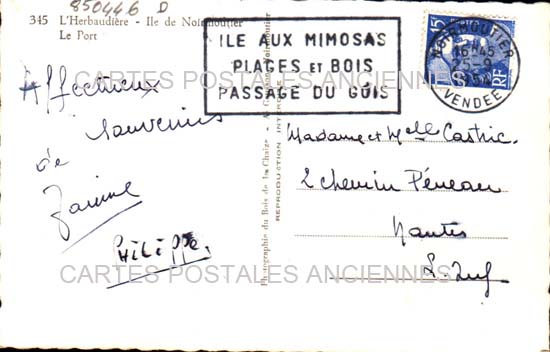 850446 D
345 L'Herbaudière - Ile de Noirmoutier
Le Port
ILE AUX MIMOSAS
PLAGES ET BOIS
PASSAGE DU GOIS
NOIRMOUTIER
VENDEE
RF
CARTES POSTALES ANCIENNES
Affectueux
souvenirs
de
Philippe.
Photographie du Bois de la Chaize
REPRODUCTION INTERDITE
Madame et Melle Castric
2 chemin Péneau
Nantes
L. Inf
CARTES POSTALES ANCIENNES